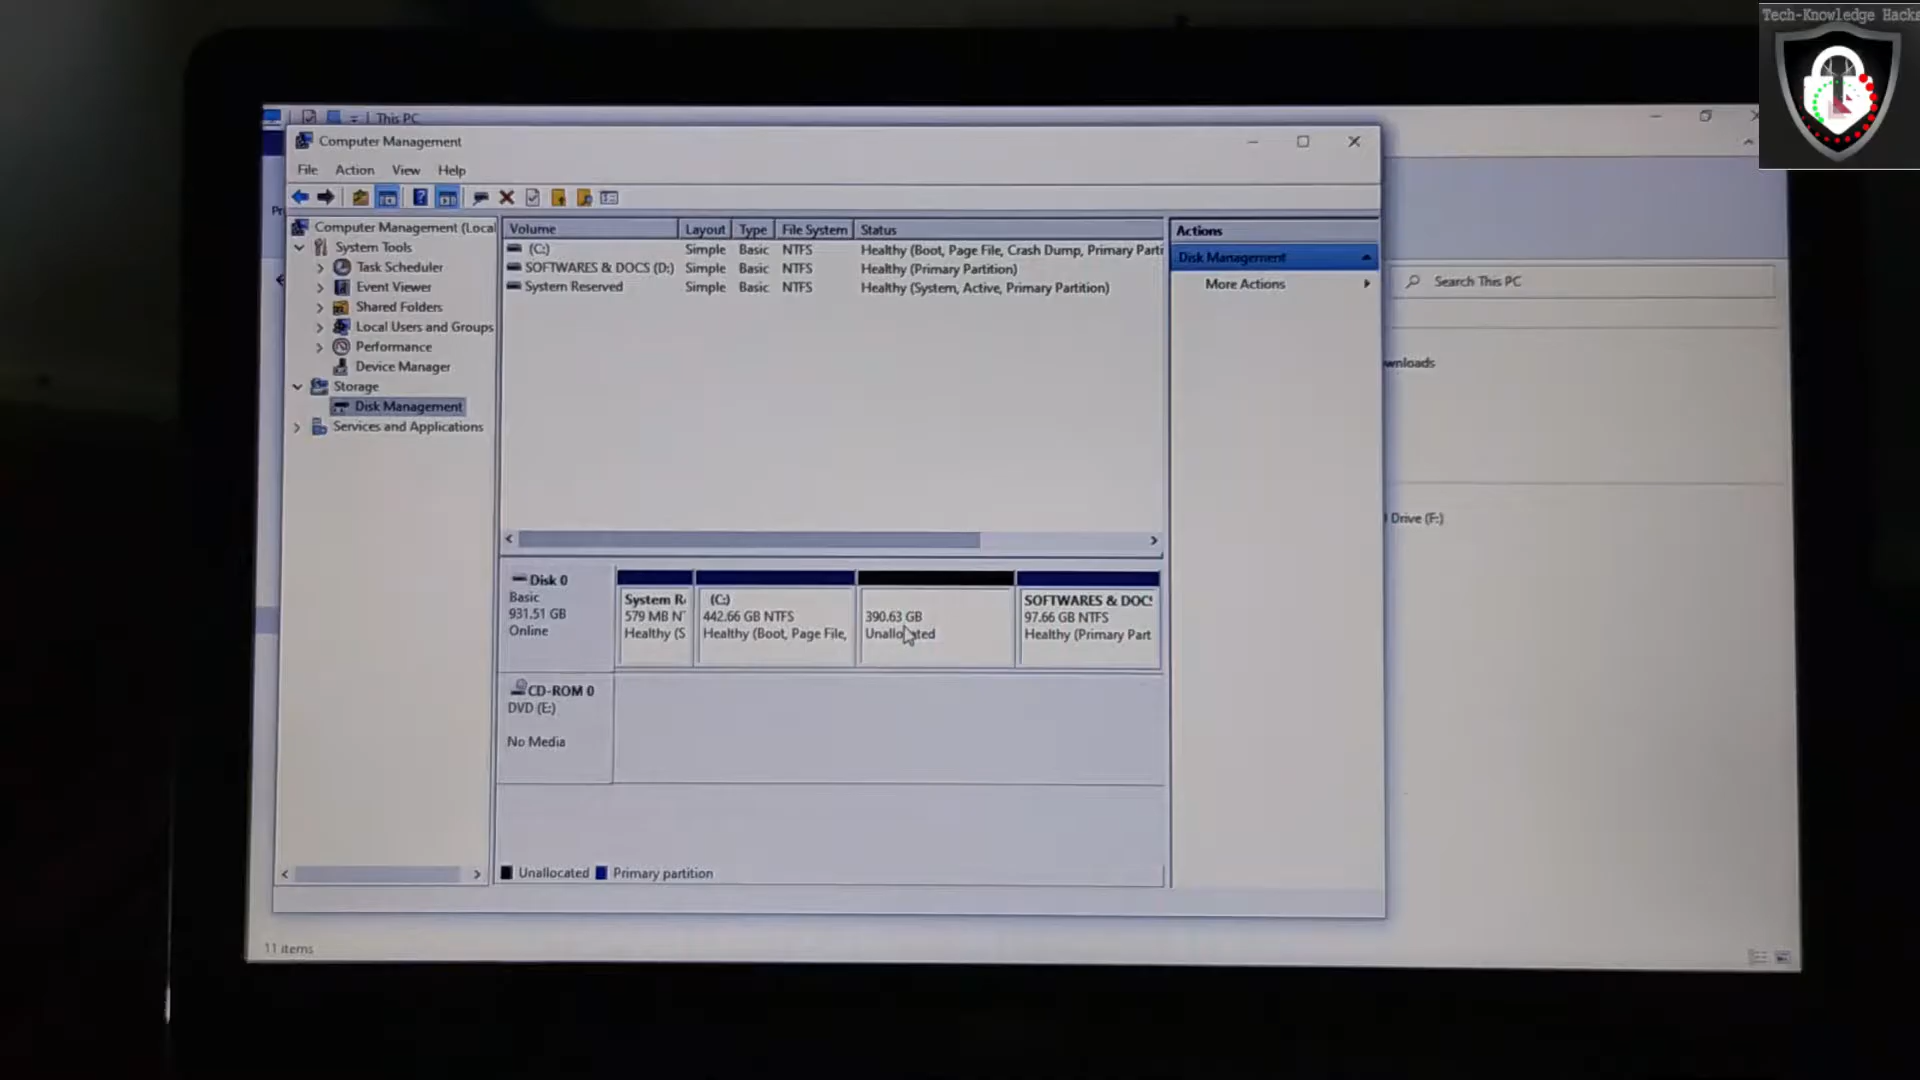 Tech-Knowledge Hacks
This PC
Computer Management
File Action View Help
Computer Management (Local
System Tools
Task Scheduler
Event Viewer
Shared Folders
Local Users and Groups
Performance
Device Manager
Storage
Disk Management
Services and Applications
Volume Layout Type File System Status
(C:) Simple Basic NTFS Healthy (Boot, Page File, Crash Dump, Primary Parti
SOFTWARES & DOCS (D:) Simple Basic NTFS Healthy (Primary Partition)
System Reserved Simple Basic NTFS Healthy (System, Active, Primary Partition)
Disk 0
Basic
931.51 GB
Online
System R
579 MB N
Healthy (S
(C:)
442.66 GB NTFS
Healthy (Boot, Page File,
390.63 GB
Unallocated
SOFTWARES & DOC
97.66 GB NTFS
Healthy (Primary Part
CD-ROM 0
DVD (E:)
No Media
Unallocated Primary partition
Actions
Disk Management
More Actions
Search This PC
wnloads
Drive (F:)
11 items